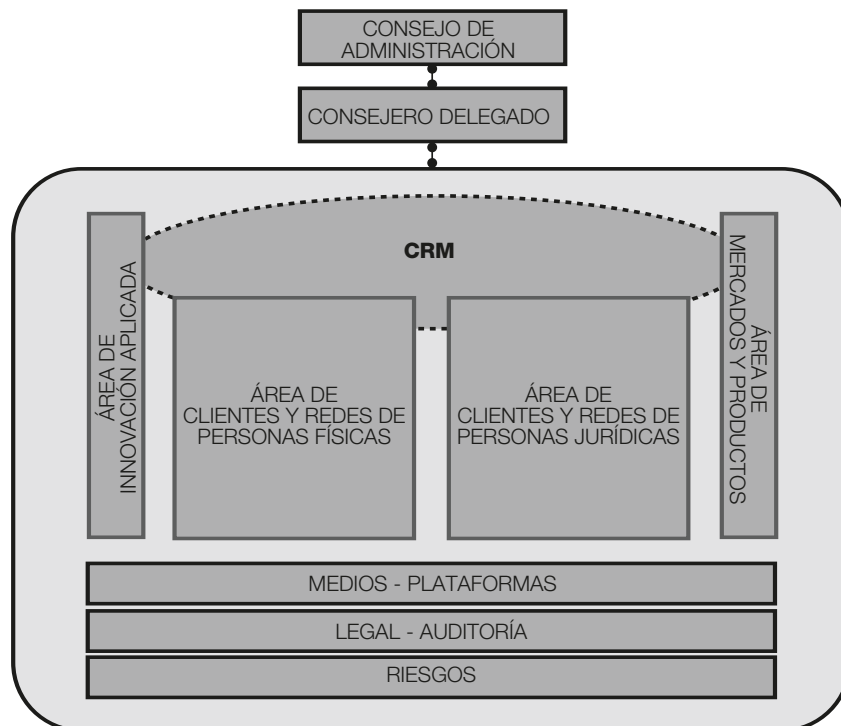 CONSEJO DE
ADMINISTRACIÓN
CONSEJERO DELEGADO
CRM
ÁREA DE
INNOVACIÓN APLICADA
ÁREA DE
CLIENTES Y REDES DE
PERSONAS FÍSICAS
ÁREA DE
CLIENTES Y REDES DE
PERSONAS JURÍDICAS
ÁREA DE
MERCADOS Y PRODUCTOS
MEDIOS - PLATAFORMAS
LEGAL - AUDITORÍA
RIESGOS